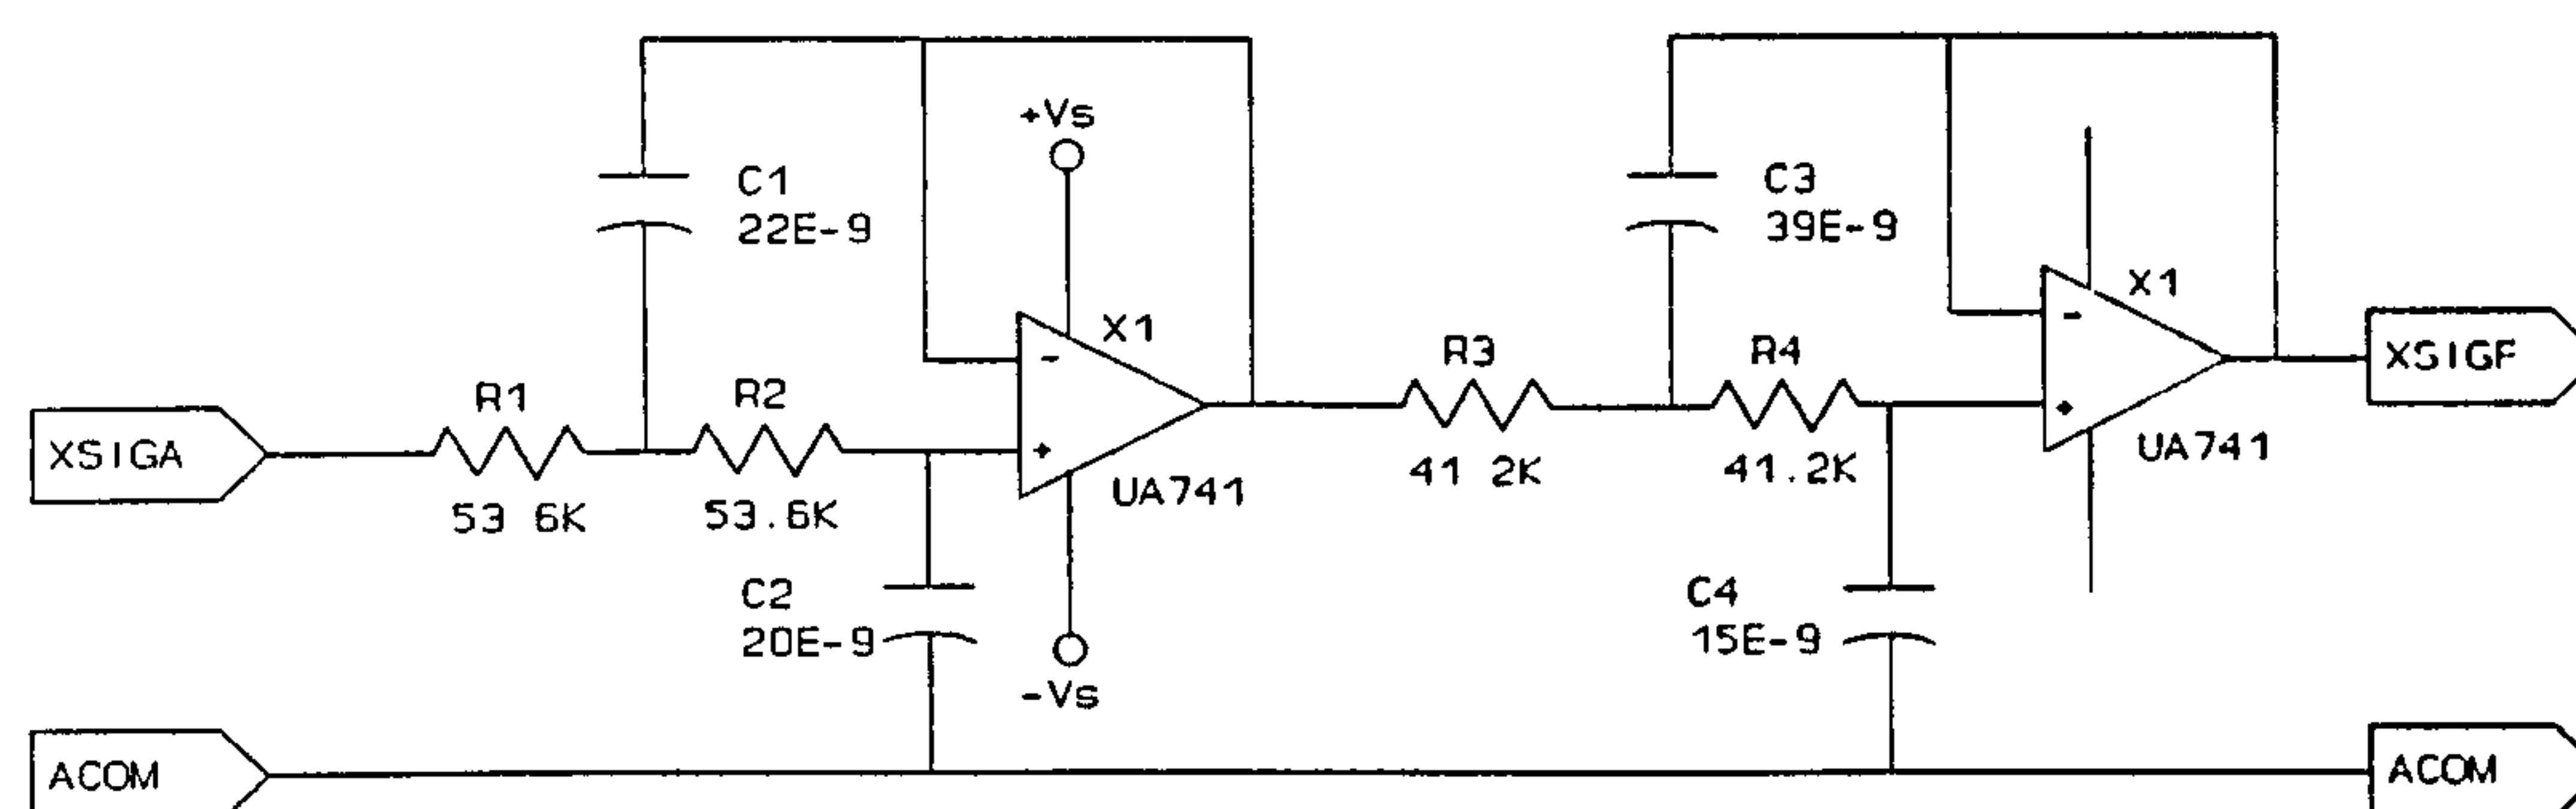 +Vs
C1
22E-9
C3
39E-9
X1
X1
R1
R2
R3
R4
-
+
-
+
XSIGA
XSIGF
53 6K
53.6K
UA741
41 2K
41.2K
UA741
C2
20E-9
C4
15E-9
-Vs
ACOM
ACOM